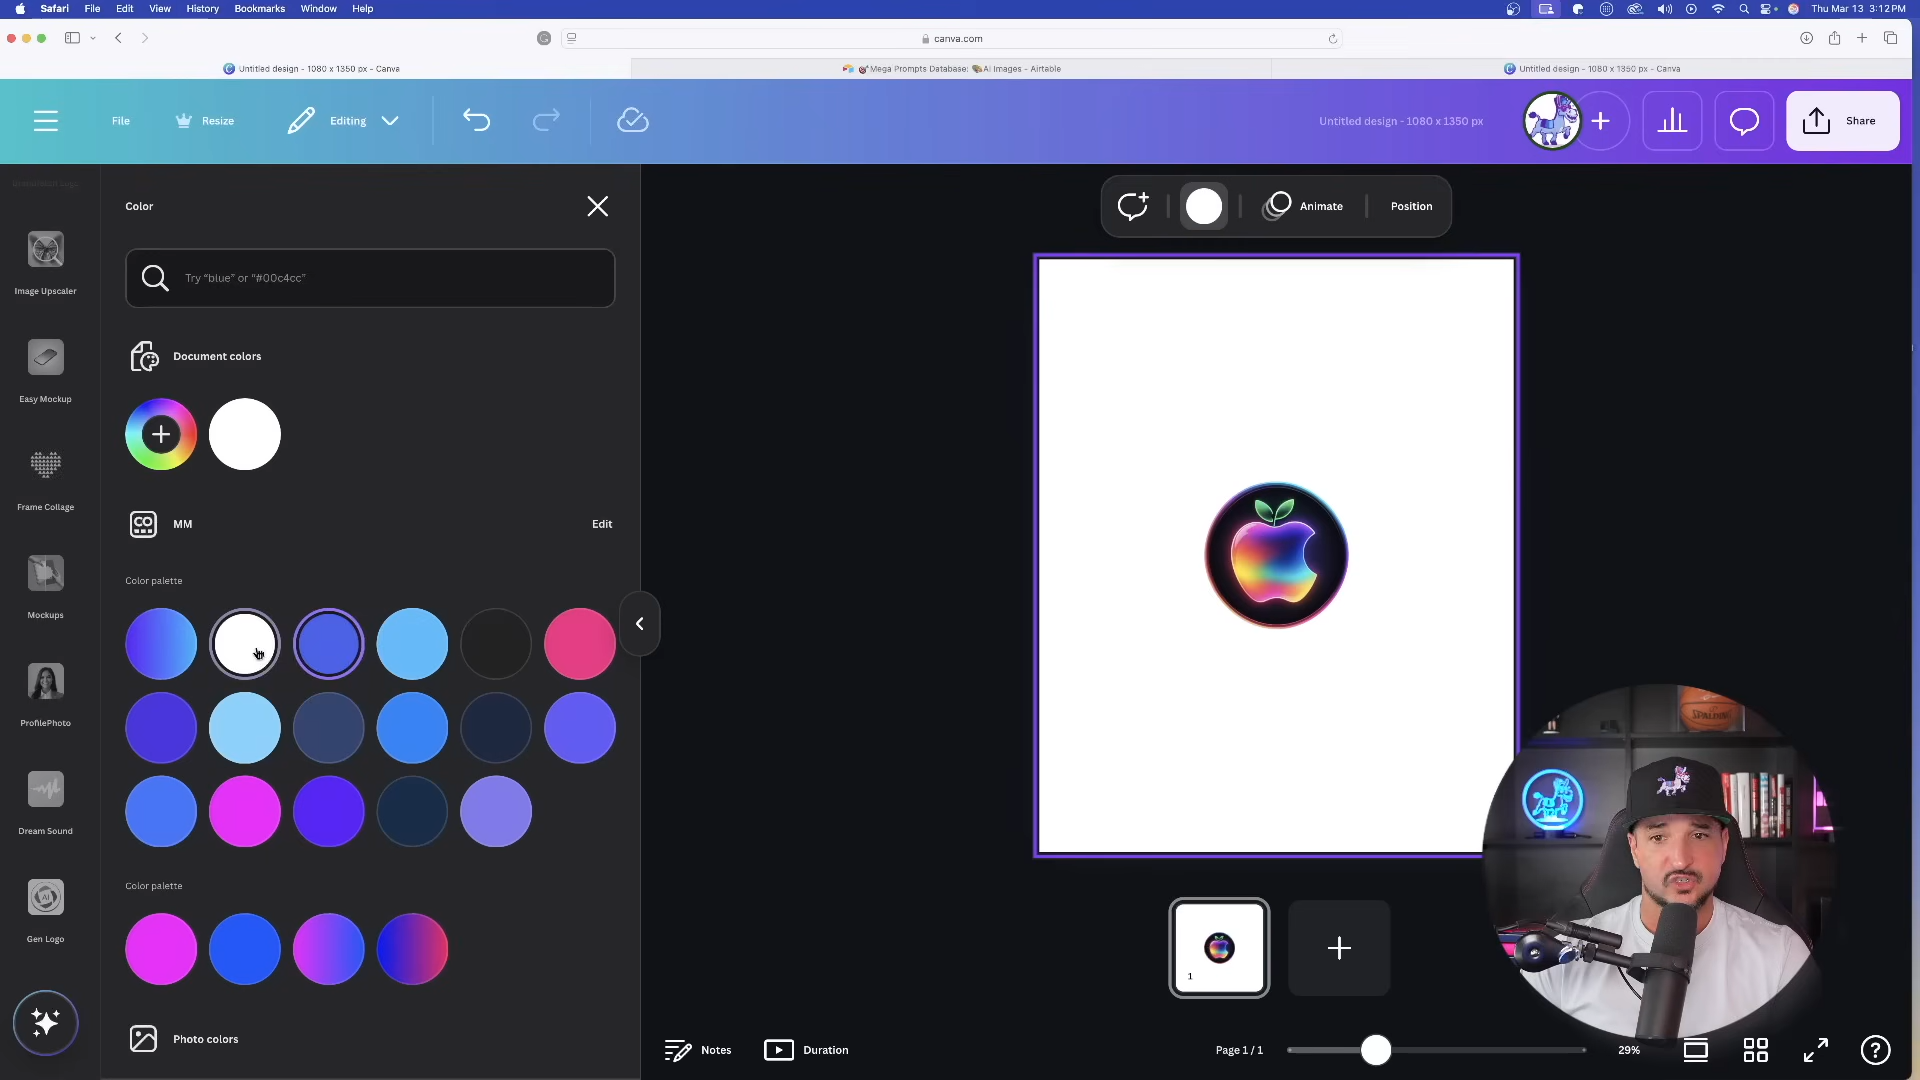 Safari File Edit View History Bookmarks Window Help Thu Mar 13 3:12 PM
canva.com
Untitled design - 1080 x 1350 px - Canva
Mega Prompts Database: AI Images - Airtable
Untitled design - 1080 x 1350 px - Canva
File Resize Editing Untitled design - 1080 x 1350 px Share
Color
Animate Position
Try “blue” or “#00c4cc”
Image Upscaler
Document colors
Easy Mockup
Frame Collage
CO
MM Edit
Color palette
Mockups
ProfilePhoto
SPALDING
Dream Sound
Color palette
AI
Gen Logo
1
Photo colors
Notes Duration Page 1 / 1 29%